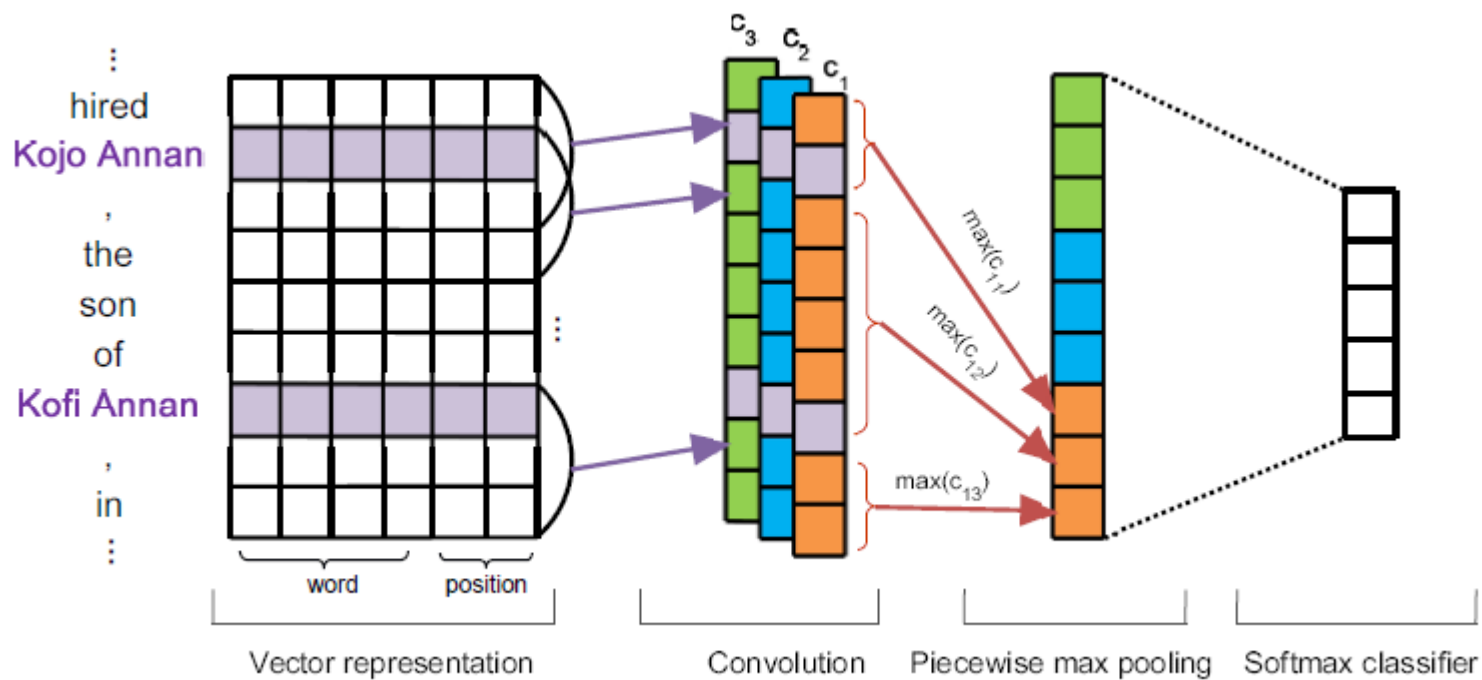 ...
hired
Kojo Annan
,
the
son
of
Kofi Annan
,
in
...
...
word
position
Vector representation
c3
c2
c1
Convolution
max(c11)
max(c12)
max(c13)
Piecewise max pooling
Softmax classifier